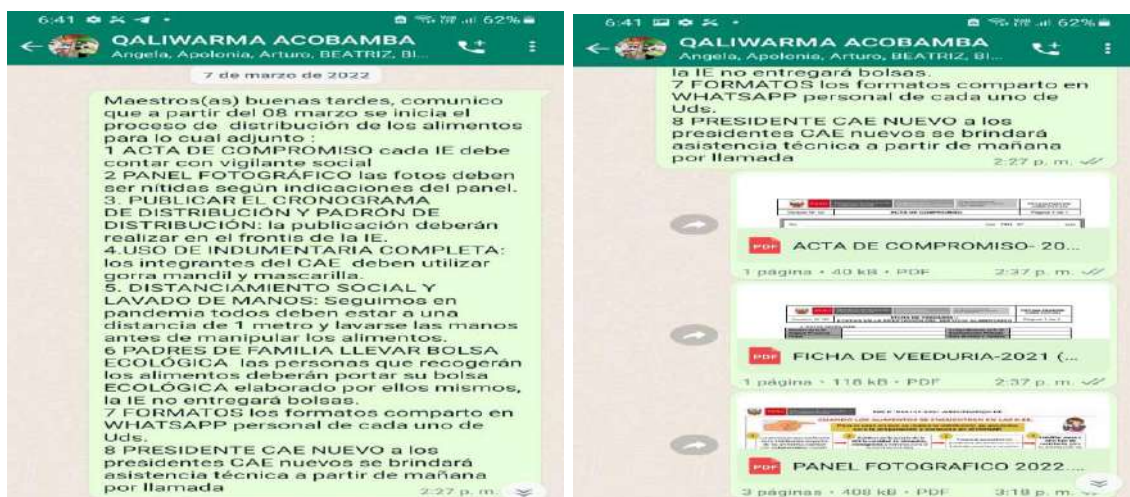 6:41
62%
QALIWARMA ACOBAMBA
Angela, Apolonia, Arturo, BEATRIZ, BI...
7 de marzo de 2022
Maestros(as) buenas tardes, comunico
que a partir del 08 marzo se inicia el
proceso de distribución de los alimentos
para lo cual adjunto :
1 ACTA DE COMPROMISO cada IE debe
contar con vigilante social
2 PANEL FOTOGRÁFICO las fotos deben
ser nítidas según indicaciones del panel.
3. PUBLICAR EL CRONOGRAMA
DE DISTRIBUCIÓN Y PADRÓN DE
DISTRIBUCIÓN: la publicación deberán
realizar en el frontis de la IE.
4.USO DE INDUMENTARIA COMPLETA:
los integrantes del CAE deben utilizar
gorra mandil y mascarilla.
5. DISTANCIAMIENTO SOCIAL Y
LAVADO DE MANOS: Seguimos en
pandemia todos deben estar a una
distancia de 1 metro y lavarse las manos
antes de manipular los alimentos.
6 PADRES DE FAMILIA LLEVAR BOLSA
ECOLÓGICA las personas que recogerán
los alimentos deberán portar su bolsa
ECOLÓGICA elaborado por ellos mismos,
la IE no entregará bolsas.
7 FORMATOS los formatos comparto en
WHATSAPP personal de cada uno de
Uds.
8 PRESIDENTE CAE NUEVO a los
presidentes CAE nuevos se brindará
asistencia técnica a partir de mañana
por llamada
2:27 p. m.
6:41
62%
QALIWARMA ACOBAMBA
Angela, Apolonia, Arturo, BEATRIZ, BI...
la IE no entregará bolsas.
7 FORMATOS los formatos comparto en
WHATSAPP personal de cada uno de
Uds.
8 PRESIDENTE CAE NUEVO a los
presidentes CAE nuevos se brindará
asistencia técnica a partir de mañana
por llamada
2:27 p. m.
ACTA DE COMPROMISO
PDF ACTA DE COMPROMISO- 20...
1 página • 40 kB • PDF 2:37 p. m.
PDF FICHA DE VEEDURIA-2021 (...
1 página • 118 kB • PDF 2:37 p. m.
CUANDO LOS ALIMENTOS SE ENCUENTREN EN LAS II.EE.
PDF PANEL FOTOGRAFICO 2022....
3 páginas • 408 kB • PDF 3:18 p. m.